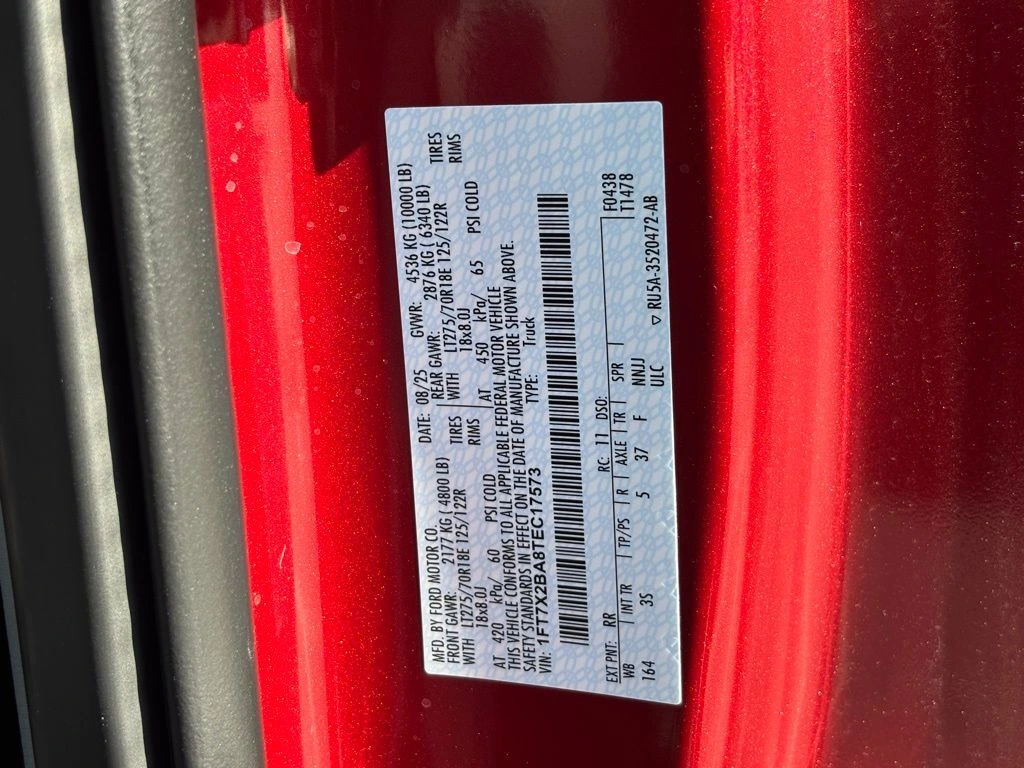 MFD. BY FORD MOTOR CO. DATE: 08/25 GVWR: 4536 KG (10000 LB)
FRONT GAWR: 2177 KG ( 4800 LB) REAR GAWR: 2876 KG ( 6340 LB)
WITH LT275/70R18E 125/122R TIRES WITH LT275/70R18E 125/122R TIRES
18x8.0J RIMS 18x8.0J RIMS
AT 420 kPa/ 60 PSI COLD AT 450 kPa/ 65 PSI COLD
THIS VEHICLE CONFORMS TO ALL APPLICABLE FEDERAL MOTOR VEHICLE
SAFETY STANDARDS IN EFFECT ON THE DATE OF MANUFACTURE SHOWN ABOVE.
VIN: 1FT7X2BA8TEC17573 TYPE: Truck
EXT PNT: RR RC: 11 DSO: F0438
WB INT TR TP/PS R AXLE TR SPR T1478
164 3S 5 37 F NNJJ
ULC ▽ RU5A-3520472-AB